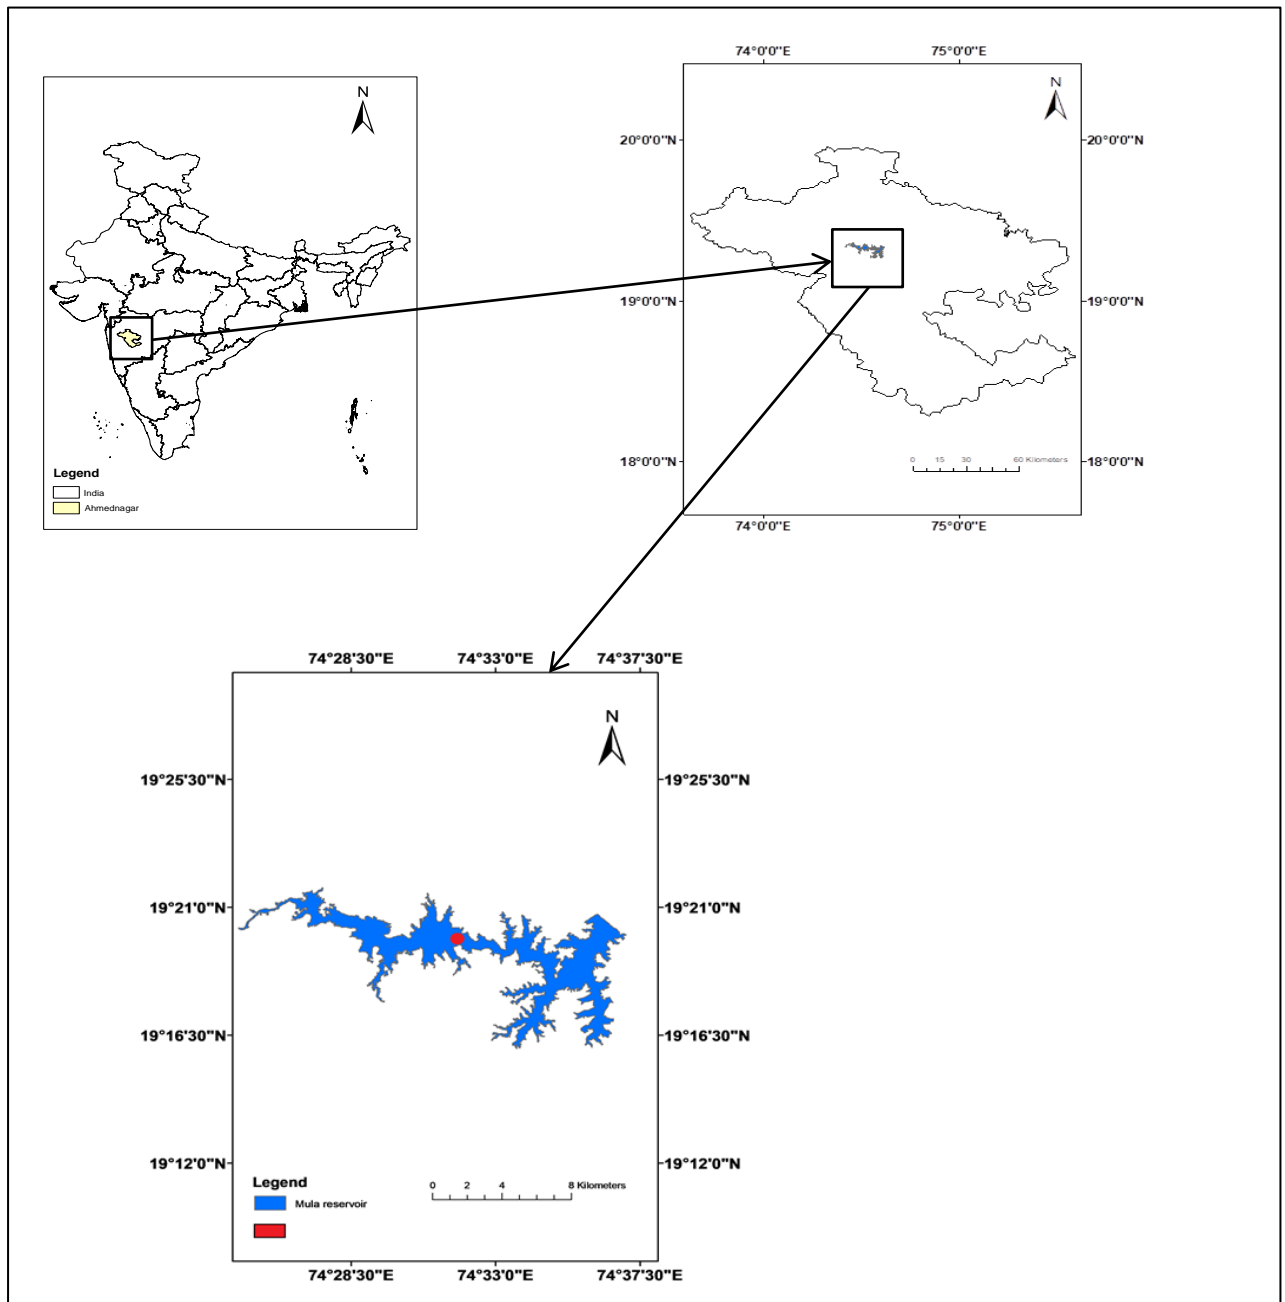 N
Legend
India
Ahmednagar
74°0'0"E 75°0'0"E
N
20°0'0"N 20°0'0"N
19°0'0"N 19°0'0"N
0 15 30 60 Kilometers
18°0'0"N 18°0'0"N
74°0'0"E 75°0'0"E
74°28'30"E 74°33'0"E 74°37'30"E
N
19°25'30"N 19°25'30"N
19°21'0"N 19°21'0"N
19°16'30"N 19°16'30"N
19°12'0"N 19°12'0"N
Legend
0 2 4 8 Kilometers
Mula reservoir
74°28'30"E 74°33'0"E 74°37'30"E